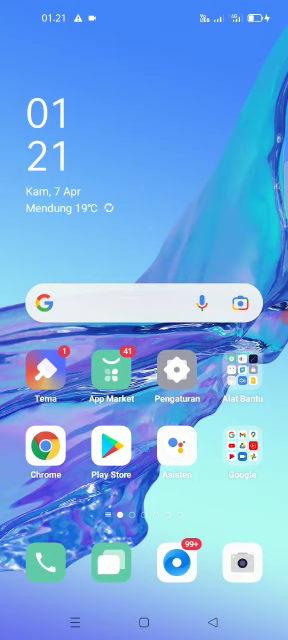 01.21
01
21
Kam, 7 Apr
Mendung 19℃
1
41
Tema
App Market
Pengaturan
Alat Bantu
Chrome
Play Store
Asisten
Google
99+